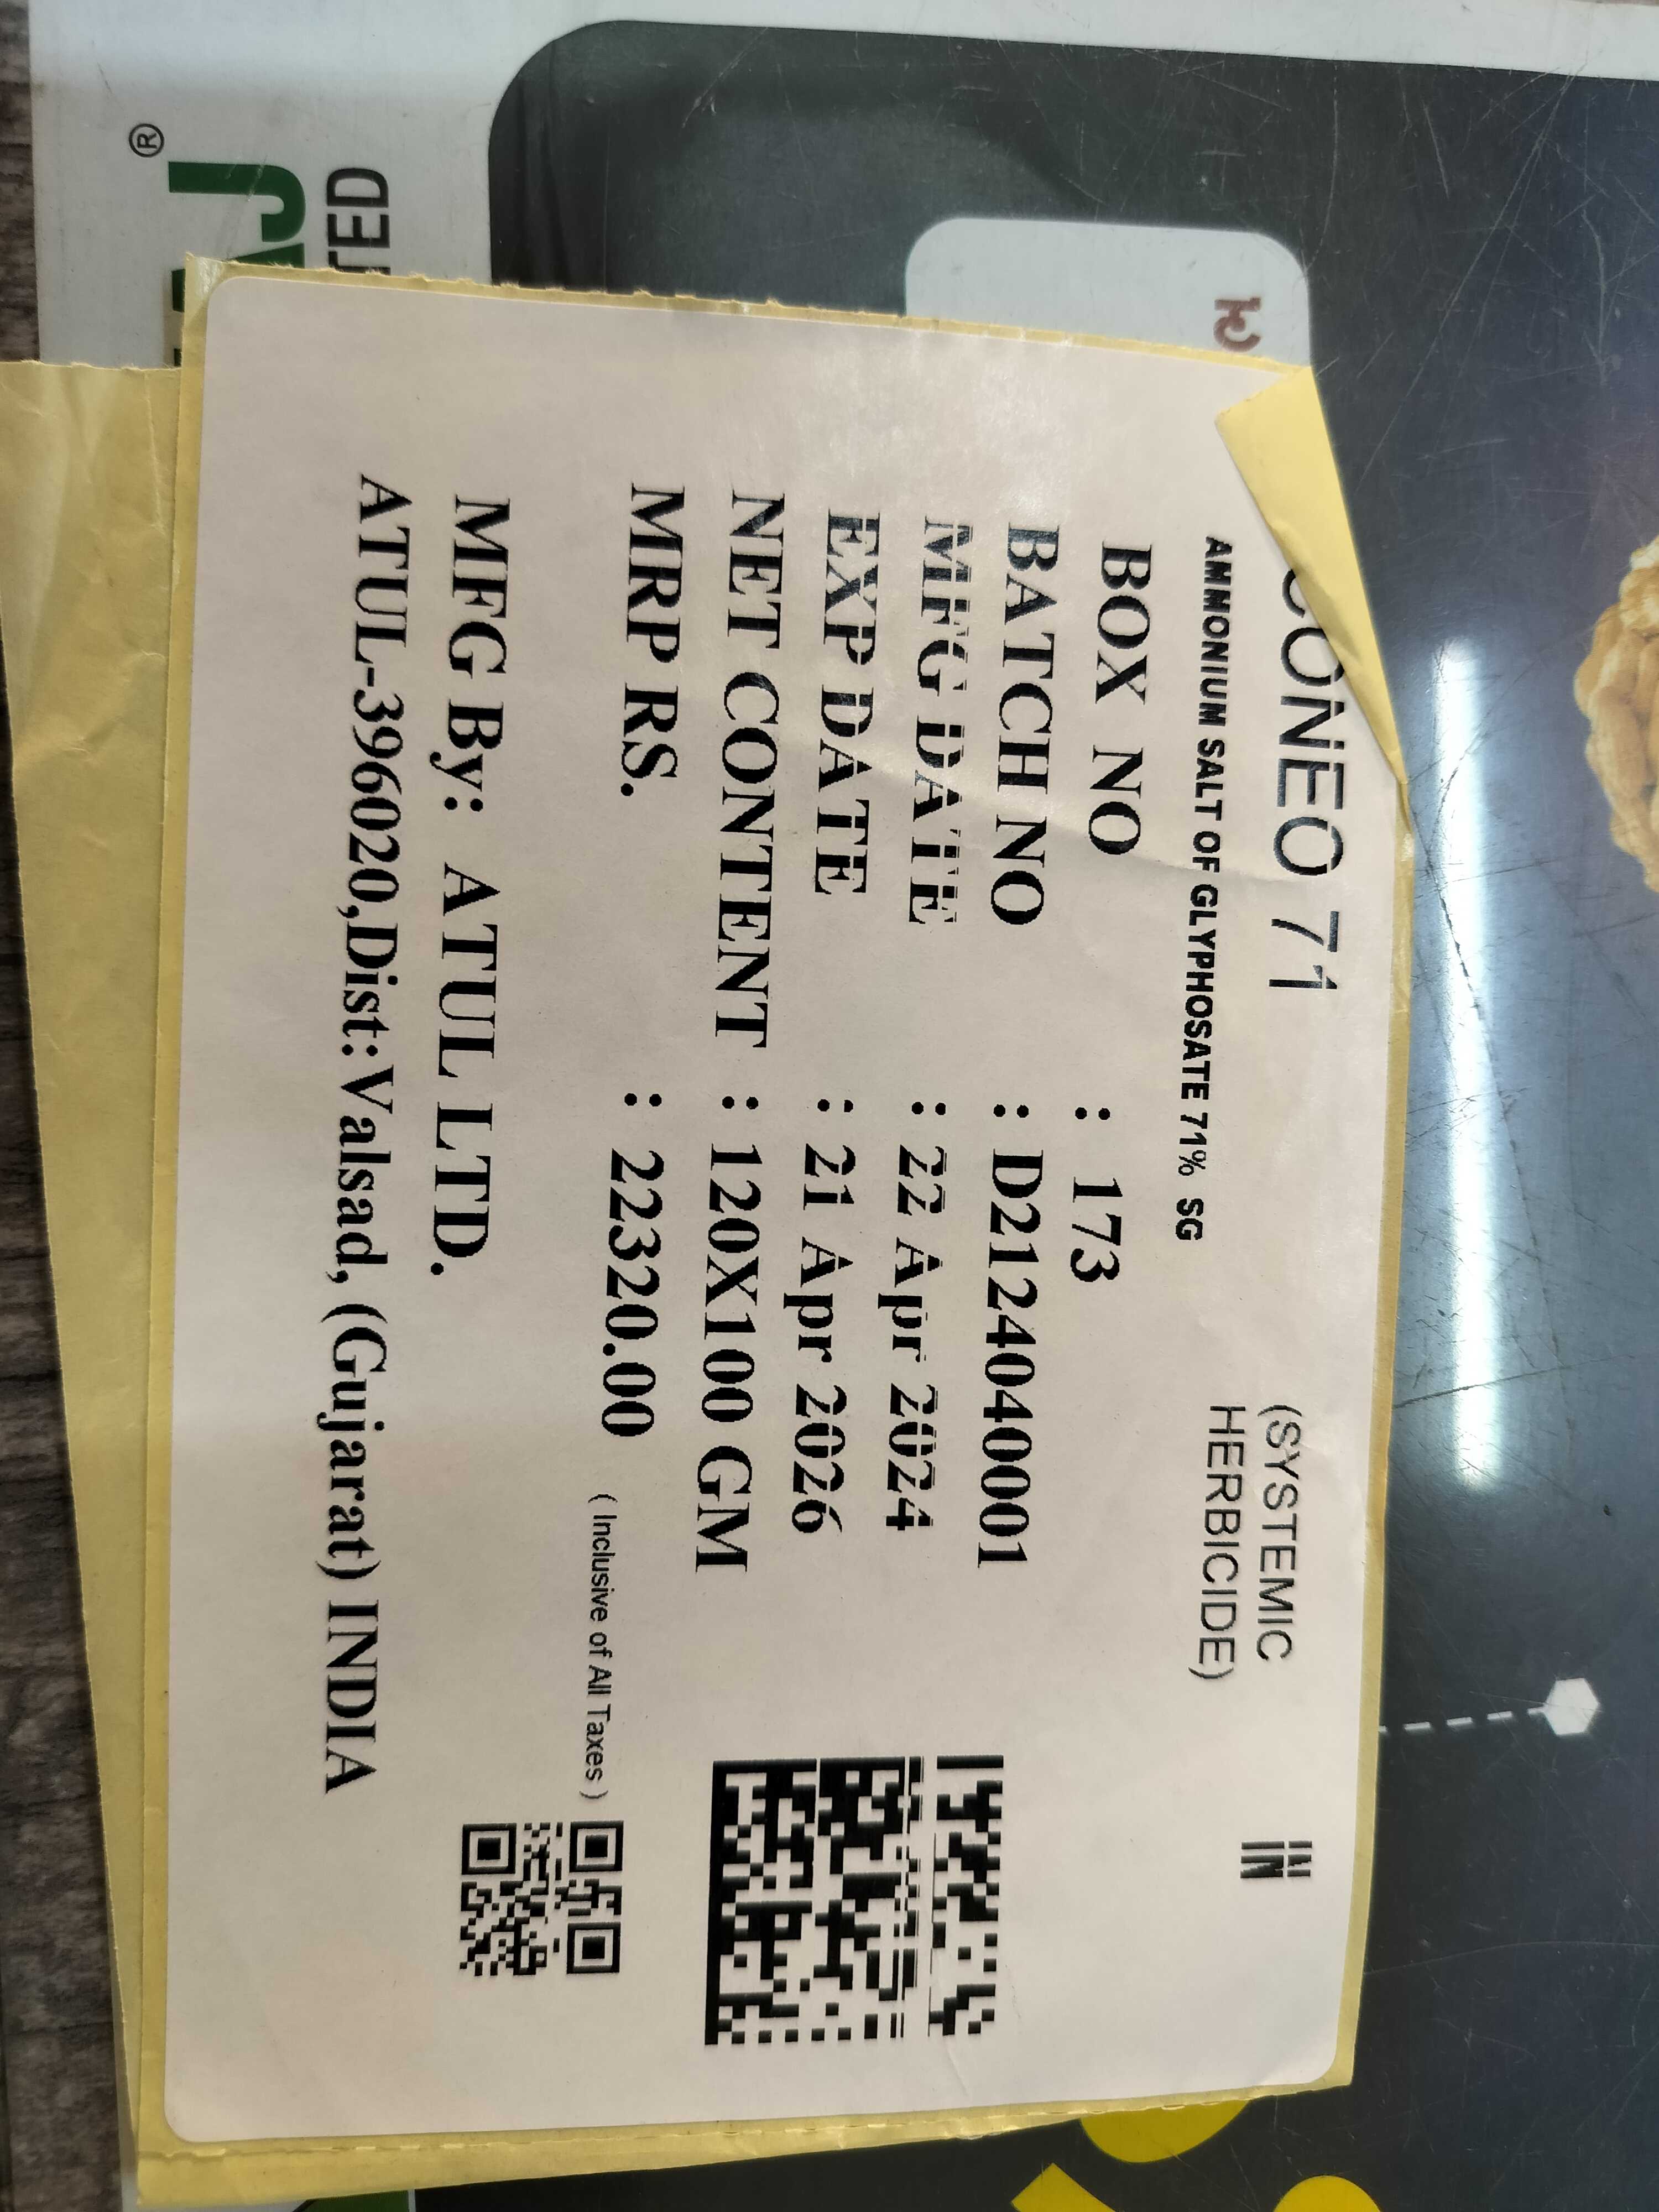 ONEO 71
(SYSTEMIC
HERBICIDE)
IN
AMMONIUM SALT OF GLYPHOSATE 71% SG
BOX NO : 173
BATCH NO : D2124040001
MFG DATE : 22 Apr 2024
EXP DATE : 21 Apr 2026
NET CONTENT : 120X100 GM
MRP RS. : 22320.00 ( Inclusive of All Taxes )
MFG By: ATUL LTD.
ATUL-396020,Dist:Valsad, (Gujarat) INDIA